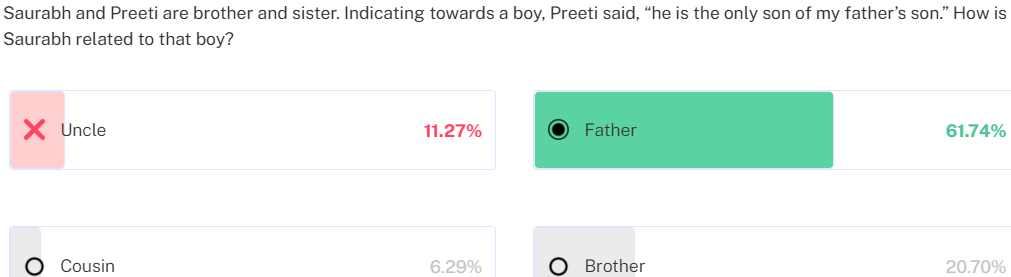 Saurabh and Preeti are brother and sister. Indicating towards a boy, Preeti said, “he is the only son of my father’s son.” How is
Saurabh related to that boy?
Uncle 11.27%
Father 61.74%
Cousin 6.29%
Brother 20.70%